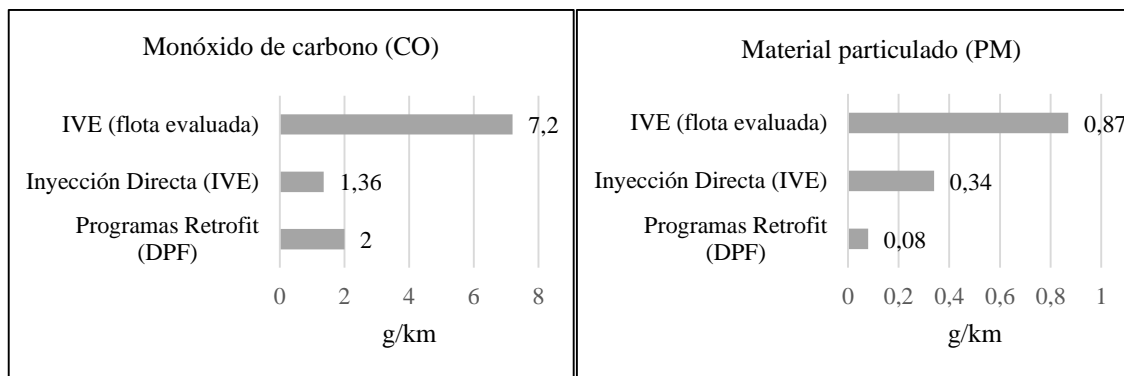 Monóxido de carbono (CO)
IVE (flota evaluada)
7,2
Inyección Directa (IVE)
1,36
Programas Retrofit
(DPF)
2
0 2 4 6 8
g/km
Material particulado (PM)
IVE (flota evaluada)
0,87
Inyección Directa (IVE)
0,34
Programas Retrofit
(DPF)
0,08
0 0,2 0,4 0,6 0,8 1
g/km